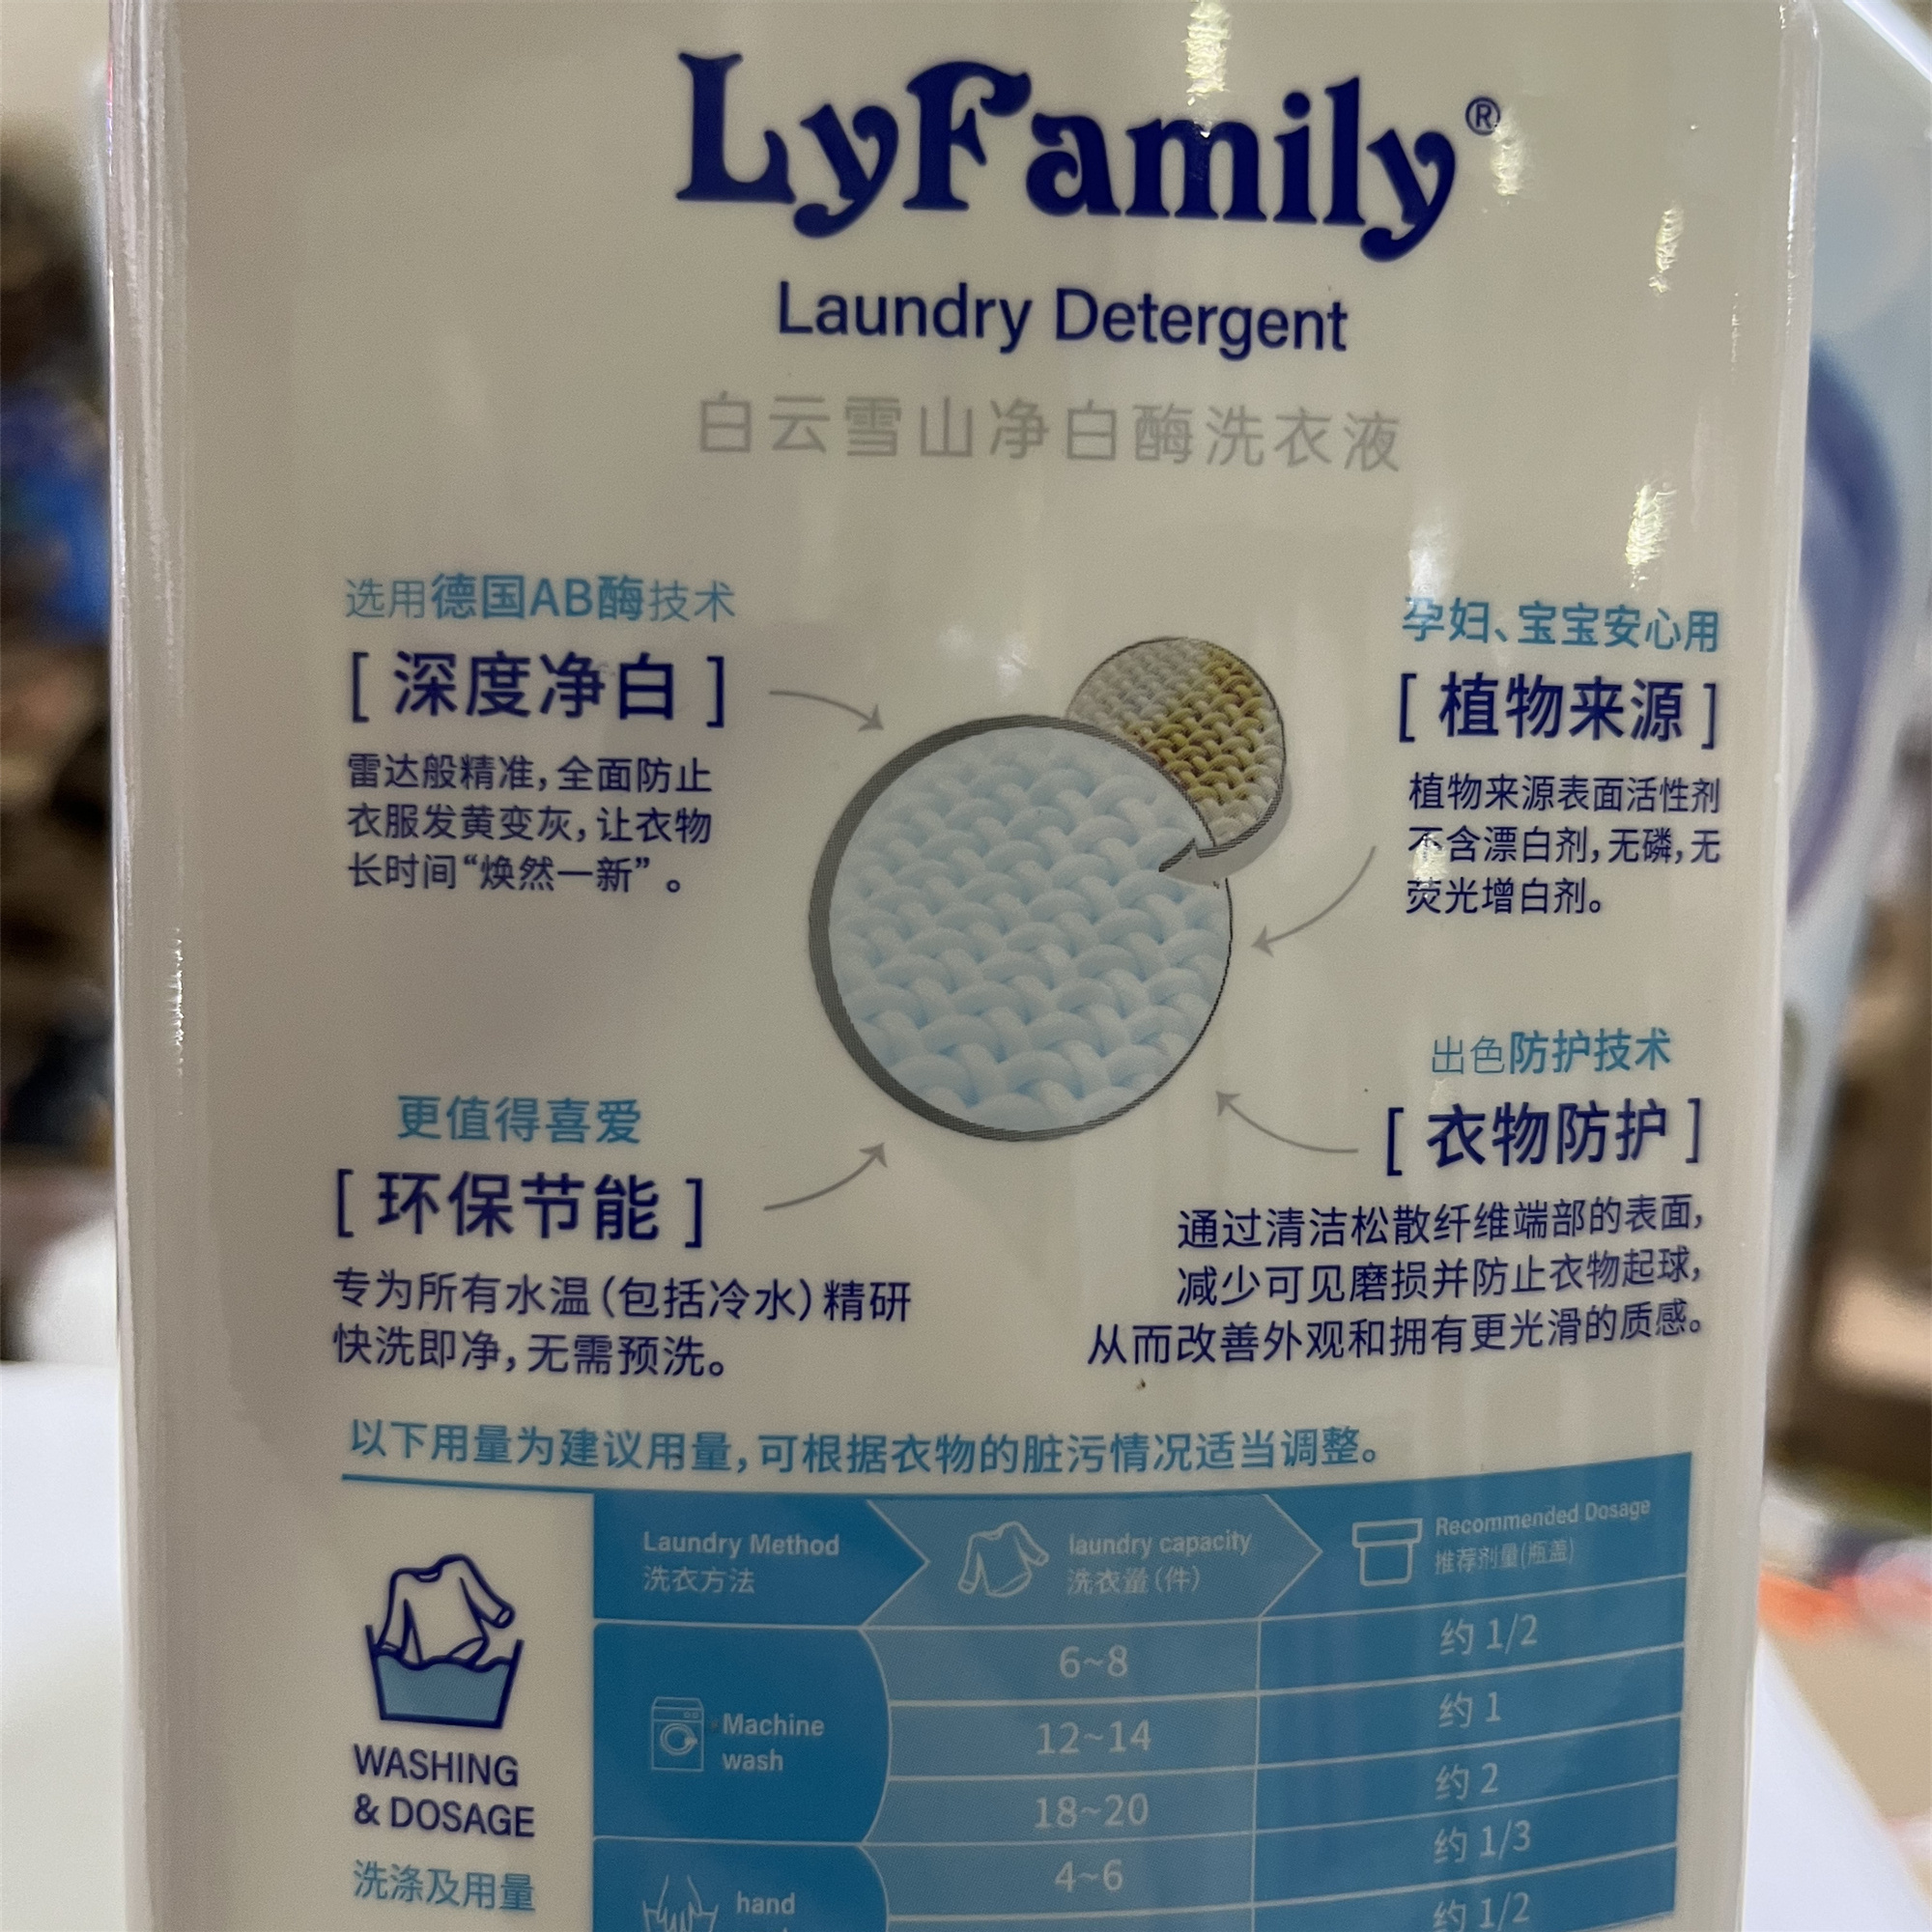 LyFamily®
Laundry Detergent
白云雪山净白酶洗衣液
选用德国AB酶技术
[ 深度净白 ]
雷达般精准,全面防止
衣服发黄变灰,让衣物
长时间“焕然一新”。
孕妇、宝宝安心用
[ 植物来源 ]
植物来源表面活性剂
不含漂白剂,无磷,无
荧光增白剂。
更值得喜爱
[ 环保节能 ]
专为所有水温(包括冷水)精研
快洗即净,无需预洗。
出色防护技术
[ 衣物防护 ]
通过清洁松散纤维端部的表面,
减少可见磨损并防止衣物起球,
从而改善外观和拥有更光滑的质感。
以下用量为建议用量,可根据衣物的脏污情况适当调整。
WASHING
& DOSAGE
洗涤及用量
Laundry Method
洗衣方法
laundry capacity
洗衣量(件)
Recommended Dosage
推荐剂量(瓶盖)
Machine
wash
6~8
约 1/2
12~14
约 1
18~20
约 2
hand
4~6
约 1/3
约 1/2